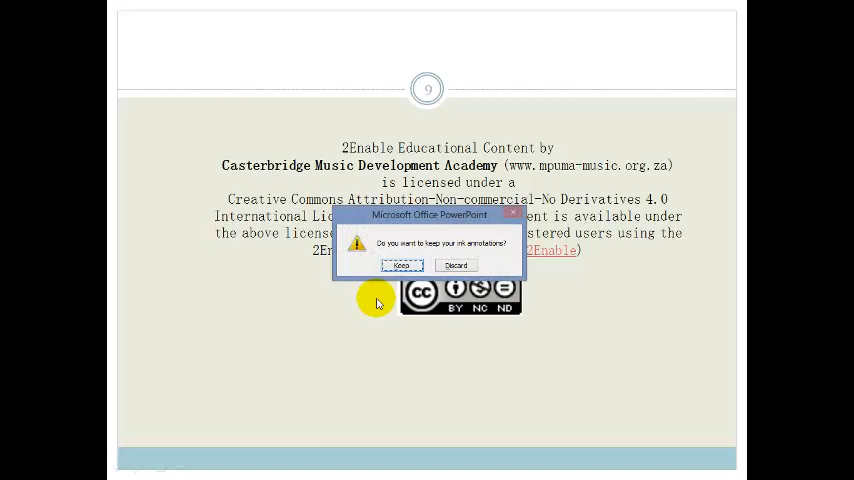 9
2Enable Educational Content by
Casterbridge Music Development Academy (www.mpuma-music.org.za)
is licensed under a
Creative Commons Attribution-Non-commercial-No Derivatives 4.0
International ent is available under
the above license stered users using the
2Enable)
Microsoft Office PowerPoint
Do you want to keep your ink annotations?
Keep Discard
cc
BY NC ND